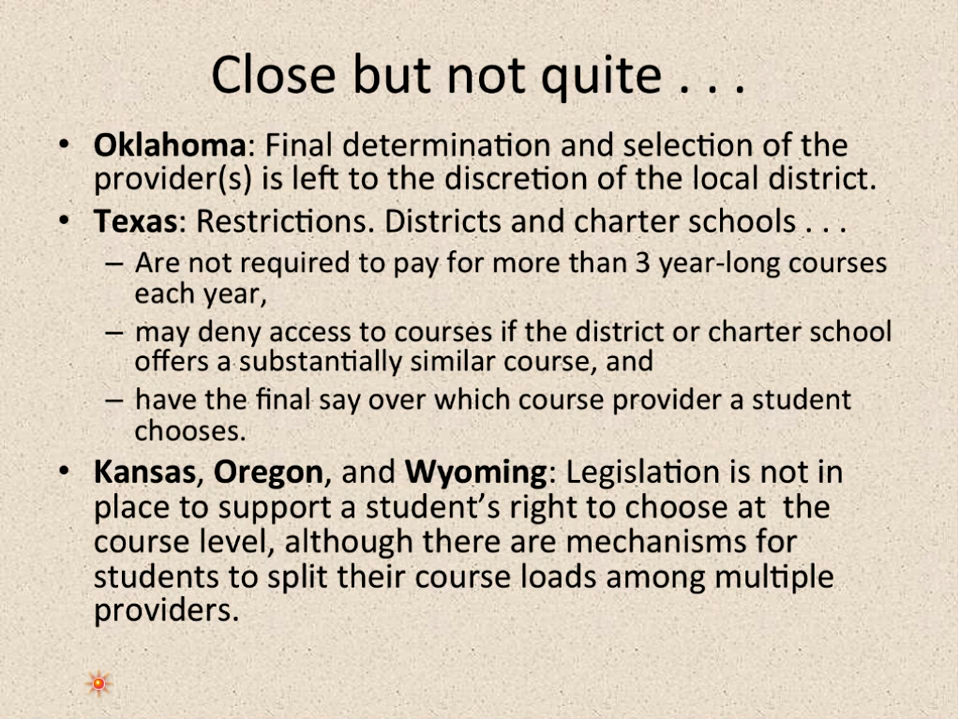 Close but not quite . . .
• Oklahoma: Final determination and selection of the
provider(s) is left to the discretion of the local district.
• Texas: Restrictions. Districts and charter schools . . .
– Are not required to pay for more than 3 year-long courses
each year,
– may deny access to courses if the district or charter school
offers a substantially similar course, and
– have the final say over which course provider a student
chooses.
• Kansas, Oregon, and Wyoming: Legislation is not in
place to support a student’s right to choose at  the
course level, although there are mechanisms for
students to split their course loads among multiple
providers.